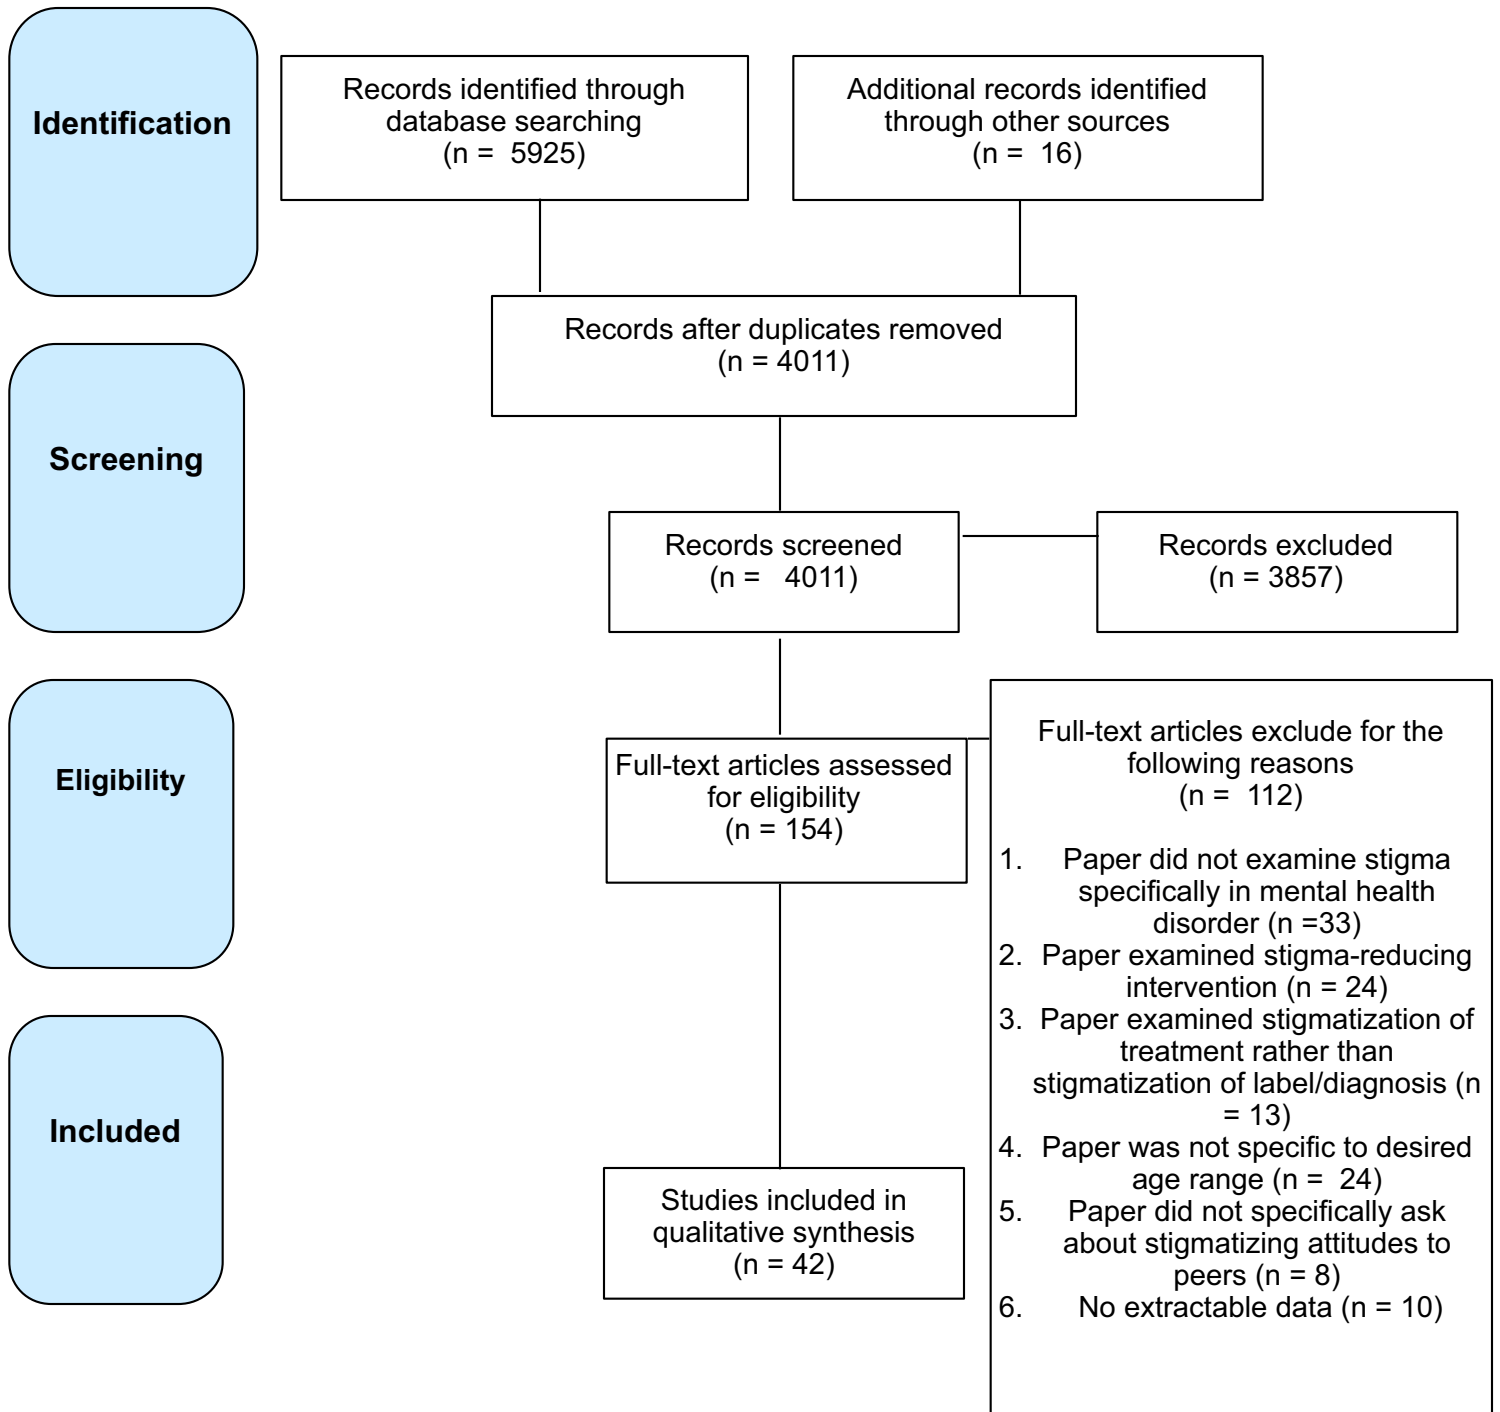 Identification
Records identified through
database searching
(n =  5925)
Additional records identified
through other sources
(n =  16)
Records after duplicates removed
(n = 4011)
Screening
Records screened
(n =   4011)
Records excluded
(n = 3857)
Eligibility
Full-text articles assessed
for eligibility
(n = 154)
Full-text articles exclude for the
following reasons
(n =  112)
1. Paper did not examine stigma
specifically in mental health
disorder (n =33)
2. Paper examined stigma-reducing
intervention (n = 24)
3. Paper examined stigmatization of
treatment rather than
stigmatization of label/diagnosis (n
= 13)
4. Paper was not specific to desired
age range (n =  24)
5. Paper did not specifically ask
about stigmatizing attitudes to
peers (n = 8)
6. No extractable data (n = 10)
Included
Studies included in
qualitative synthesis
(n = 42)